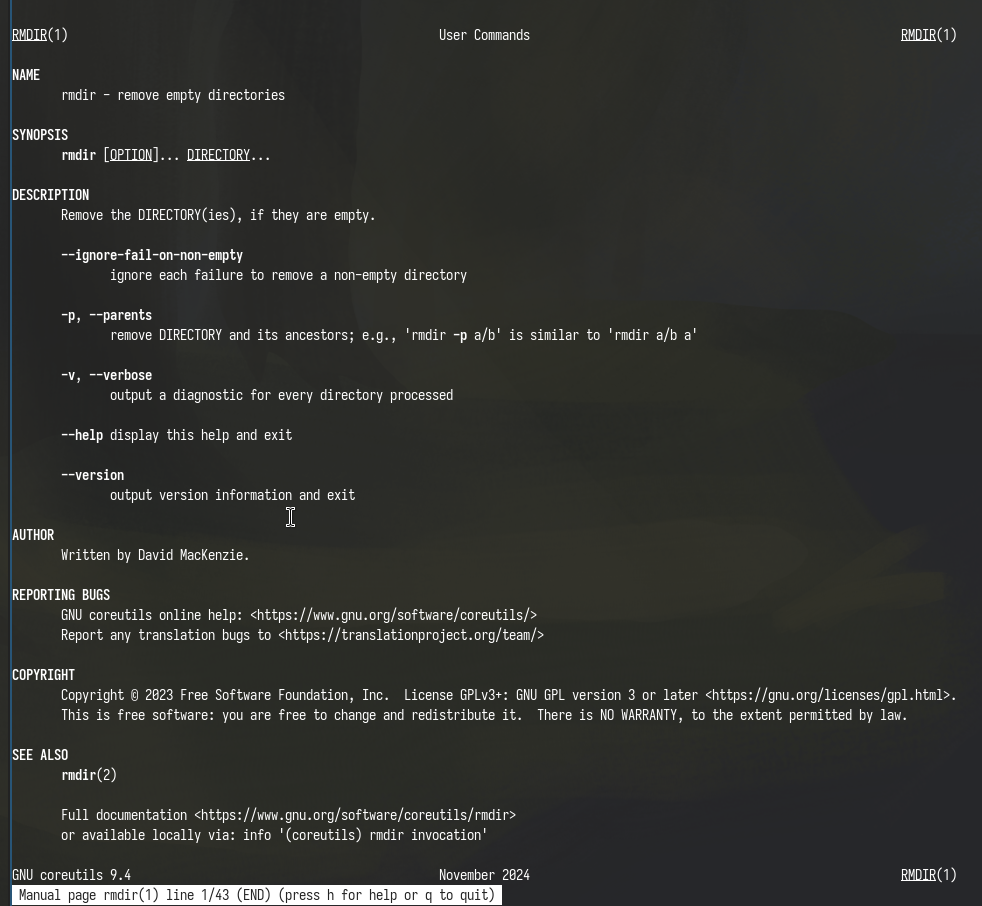 RMDIR(1) User Commands RMDIR(1)
NAME
rmdir - remove empty directories
SYNOPSIS
rmdir [OPTION]... DIRECTORY...
DESCRIPTION
Remove the DIRECTORY(ies), if they are empty.
--ignore-fail-on-non-empty
ignore each failure to remove a non-empty directory
-p, --parents
remove DIRECTORY and its ancestors; e.g., 'rmdir -p a/b' is similar to 'rmdir a/b a'
-v, --verbose
output a diagnostic for every directory processed
--help display this help and exit
--version
output version information and exit
AUTHOR
Written by David MacKenzie.
REPORTING BUGS
GNU coreutils online help: <https://www.gnu.org/software/coreutils/>
Report any translation bugs to <https://translationproject.org/team/>
COPYRIGHT
Copyright © 2023 Free Software Foundation, Inc.  License GPLv3+: GNU GPL version 3 or later <https://gnu.org/licenses/gpl.html>.
This is free software: you are free to change and redistribute it.  There is NO WARRANTY, to the extent permitted by law.
SEE ALSO
rmdir(2)
Full documentation <https://www.gnu.org/software/coreutils/rmdir>
or available locally via: info '(coreutils) rmdir invocation'
GNU coreutils 9.4 November 2024 RMDIR(1)
Manual page rmdir(1) line 1/43 (END) (press h for help or q to quit)